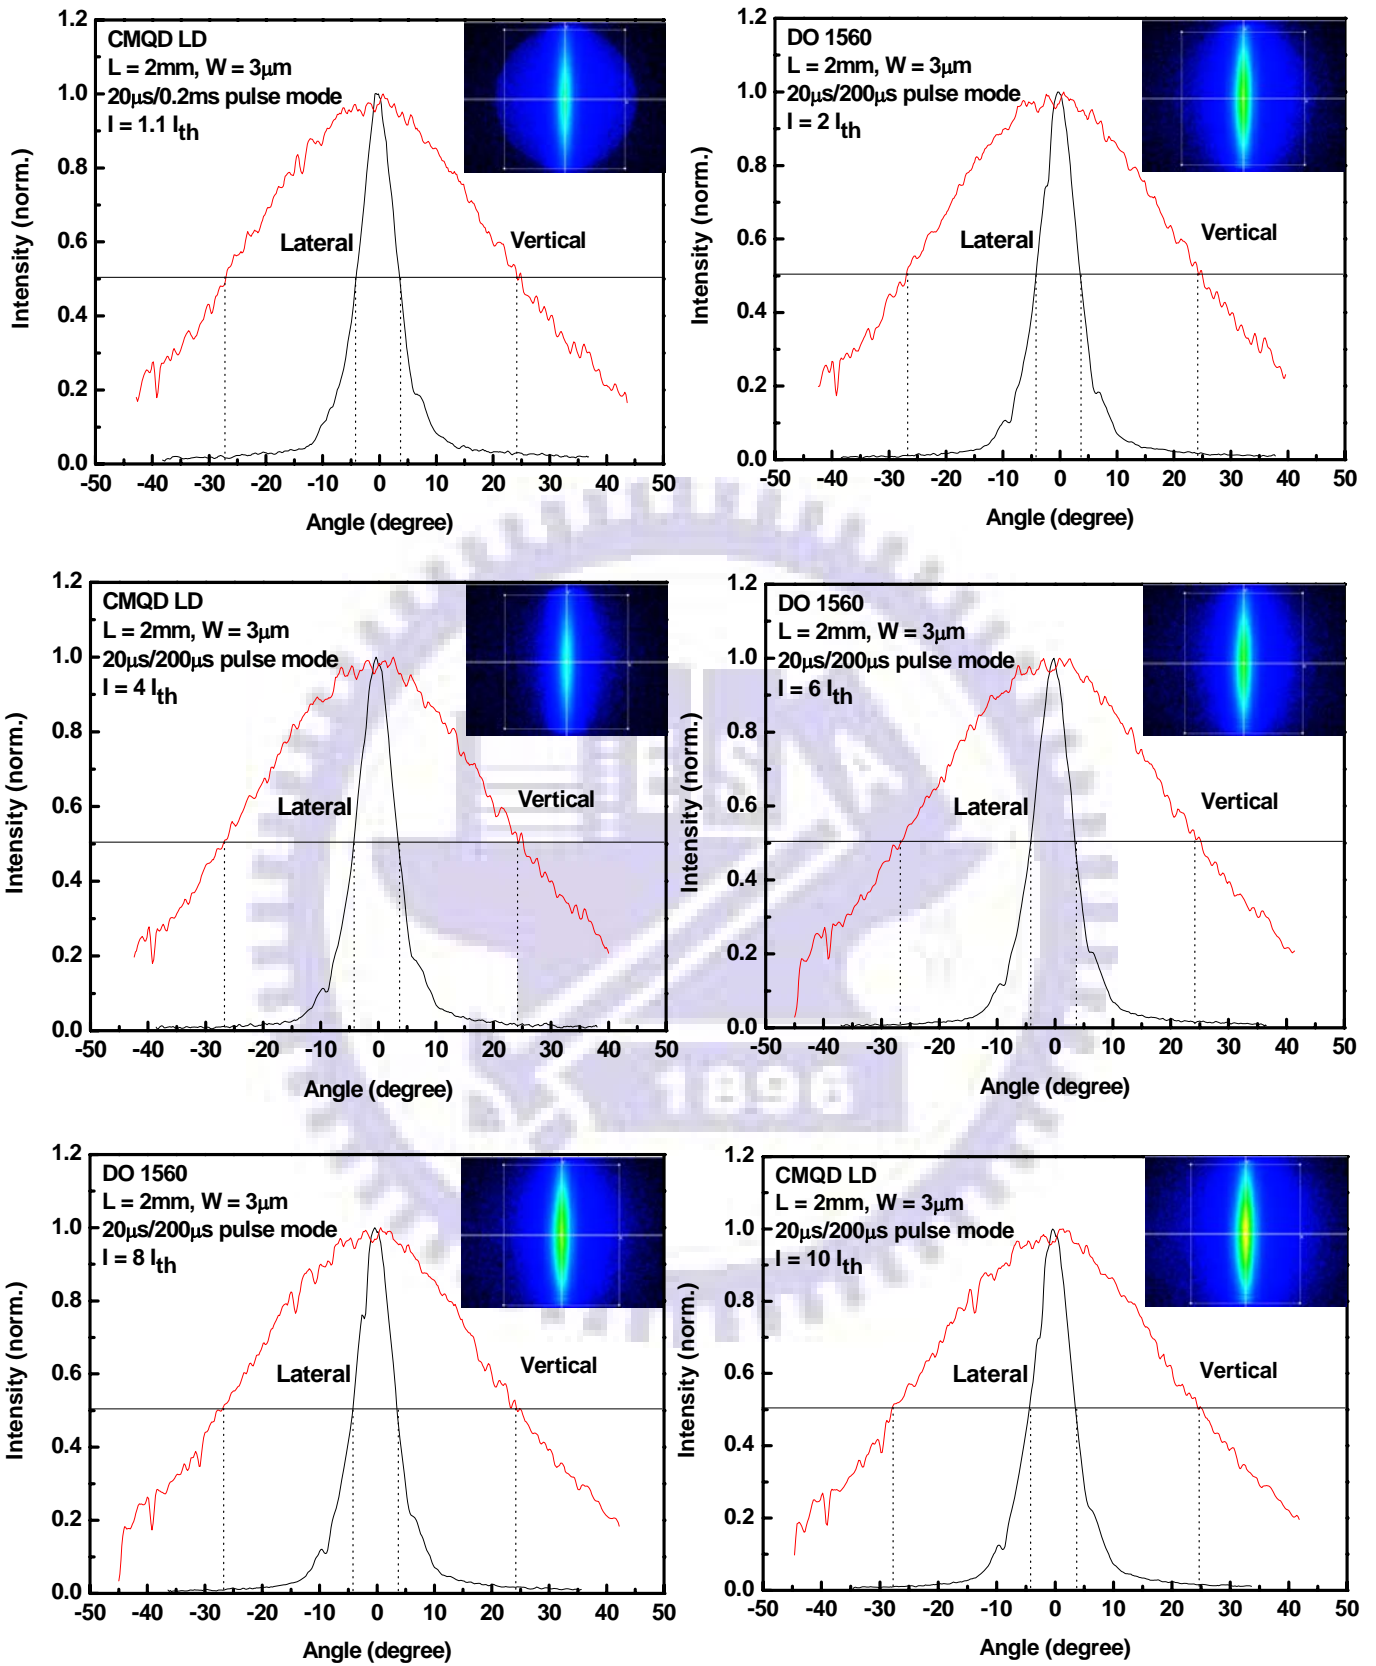 CMQD LD
L = 2mm, W = 3μm
20μs/0.2ms pulse mode
I = 1.1 Ith
Lateral
Vertical
Intensity (norm.)
1.2
1.0
0.8
0.6
0.4
0.2
0.0
-50 -40 -30 -20 -10 0 10 20 30 40 50
Angle (degree)
DO 1560
L = 2mm, W = 3μm
20μs/200μs pulse mode
I = 2 Ith
Lateral
Vertical
Intensity (norm.)
1.2
1.0
0.8
0.6
0.4
0.2
0.0
-50 -40 -30 -20 -10 0 10 20 30 40 50
Angle (degree)
CMQD LD
L = 2mm, W = 3μm
20μs/200μs pulse mode
I = 4 Ith
Lateral
Vertical
Intensity (norm.)
1.2
1.0
0.8
0.6
0.4
0.2
0.0
-50 -40 -30 -20 -10 0 10 20 30 40 50
Angle (degree)
DO 1560
L = 2mm, W = 3μm
20μs/200μs pulse mode
I = 6 Ith
Lateral
Vertical
Intensity (norm.)
1.2
1.0
0.8
0.6
0.4
0.2
0.0
-50 -40 -30 -20 -10 0 10 20 30 40 50
Angle (degree)
1896
DO 1560
L = 2mm, W = 3μm
20μs/200μs pulse mode
I = 8 Ith
Lateral
Vertical
Intensity (norm.)
1.2
1.0
0.8
0.6
0.4
0.2
0.0
-50 -40 -30 -20 -10 0 10 20 30 40 50
Angle (degree)
CMQD LD
L = 2mm, W = 3μm
20μs/200μs pulse mode
I = 10 Ith
Lateral
Vertical
Intensity (norm.)
1.2
1.0
0.8
0.6
0.4
0.2
0.0
-50 -40 -30 -20 -10 0 10 20 30 40 50
Angle (degree)